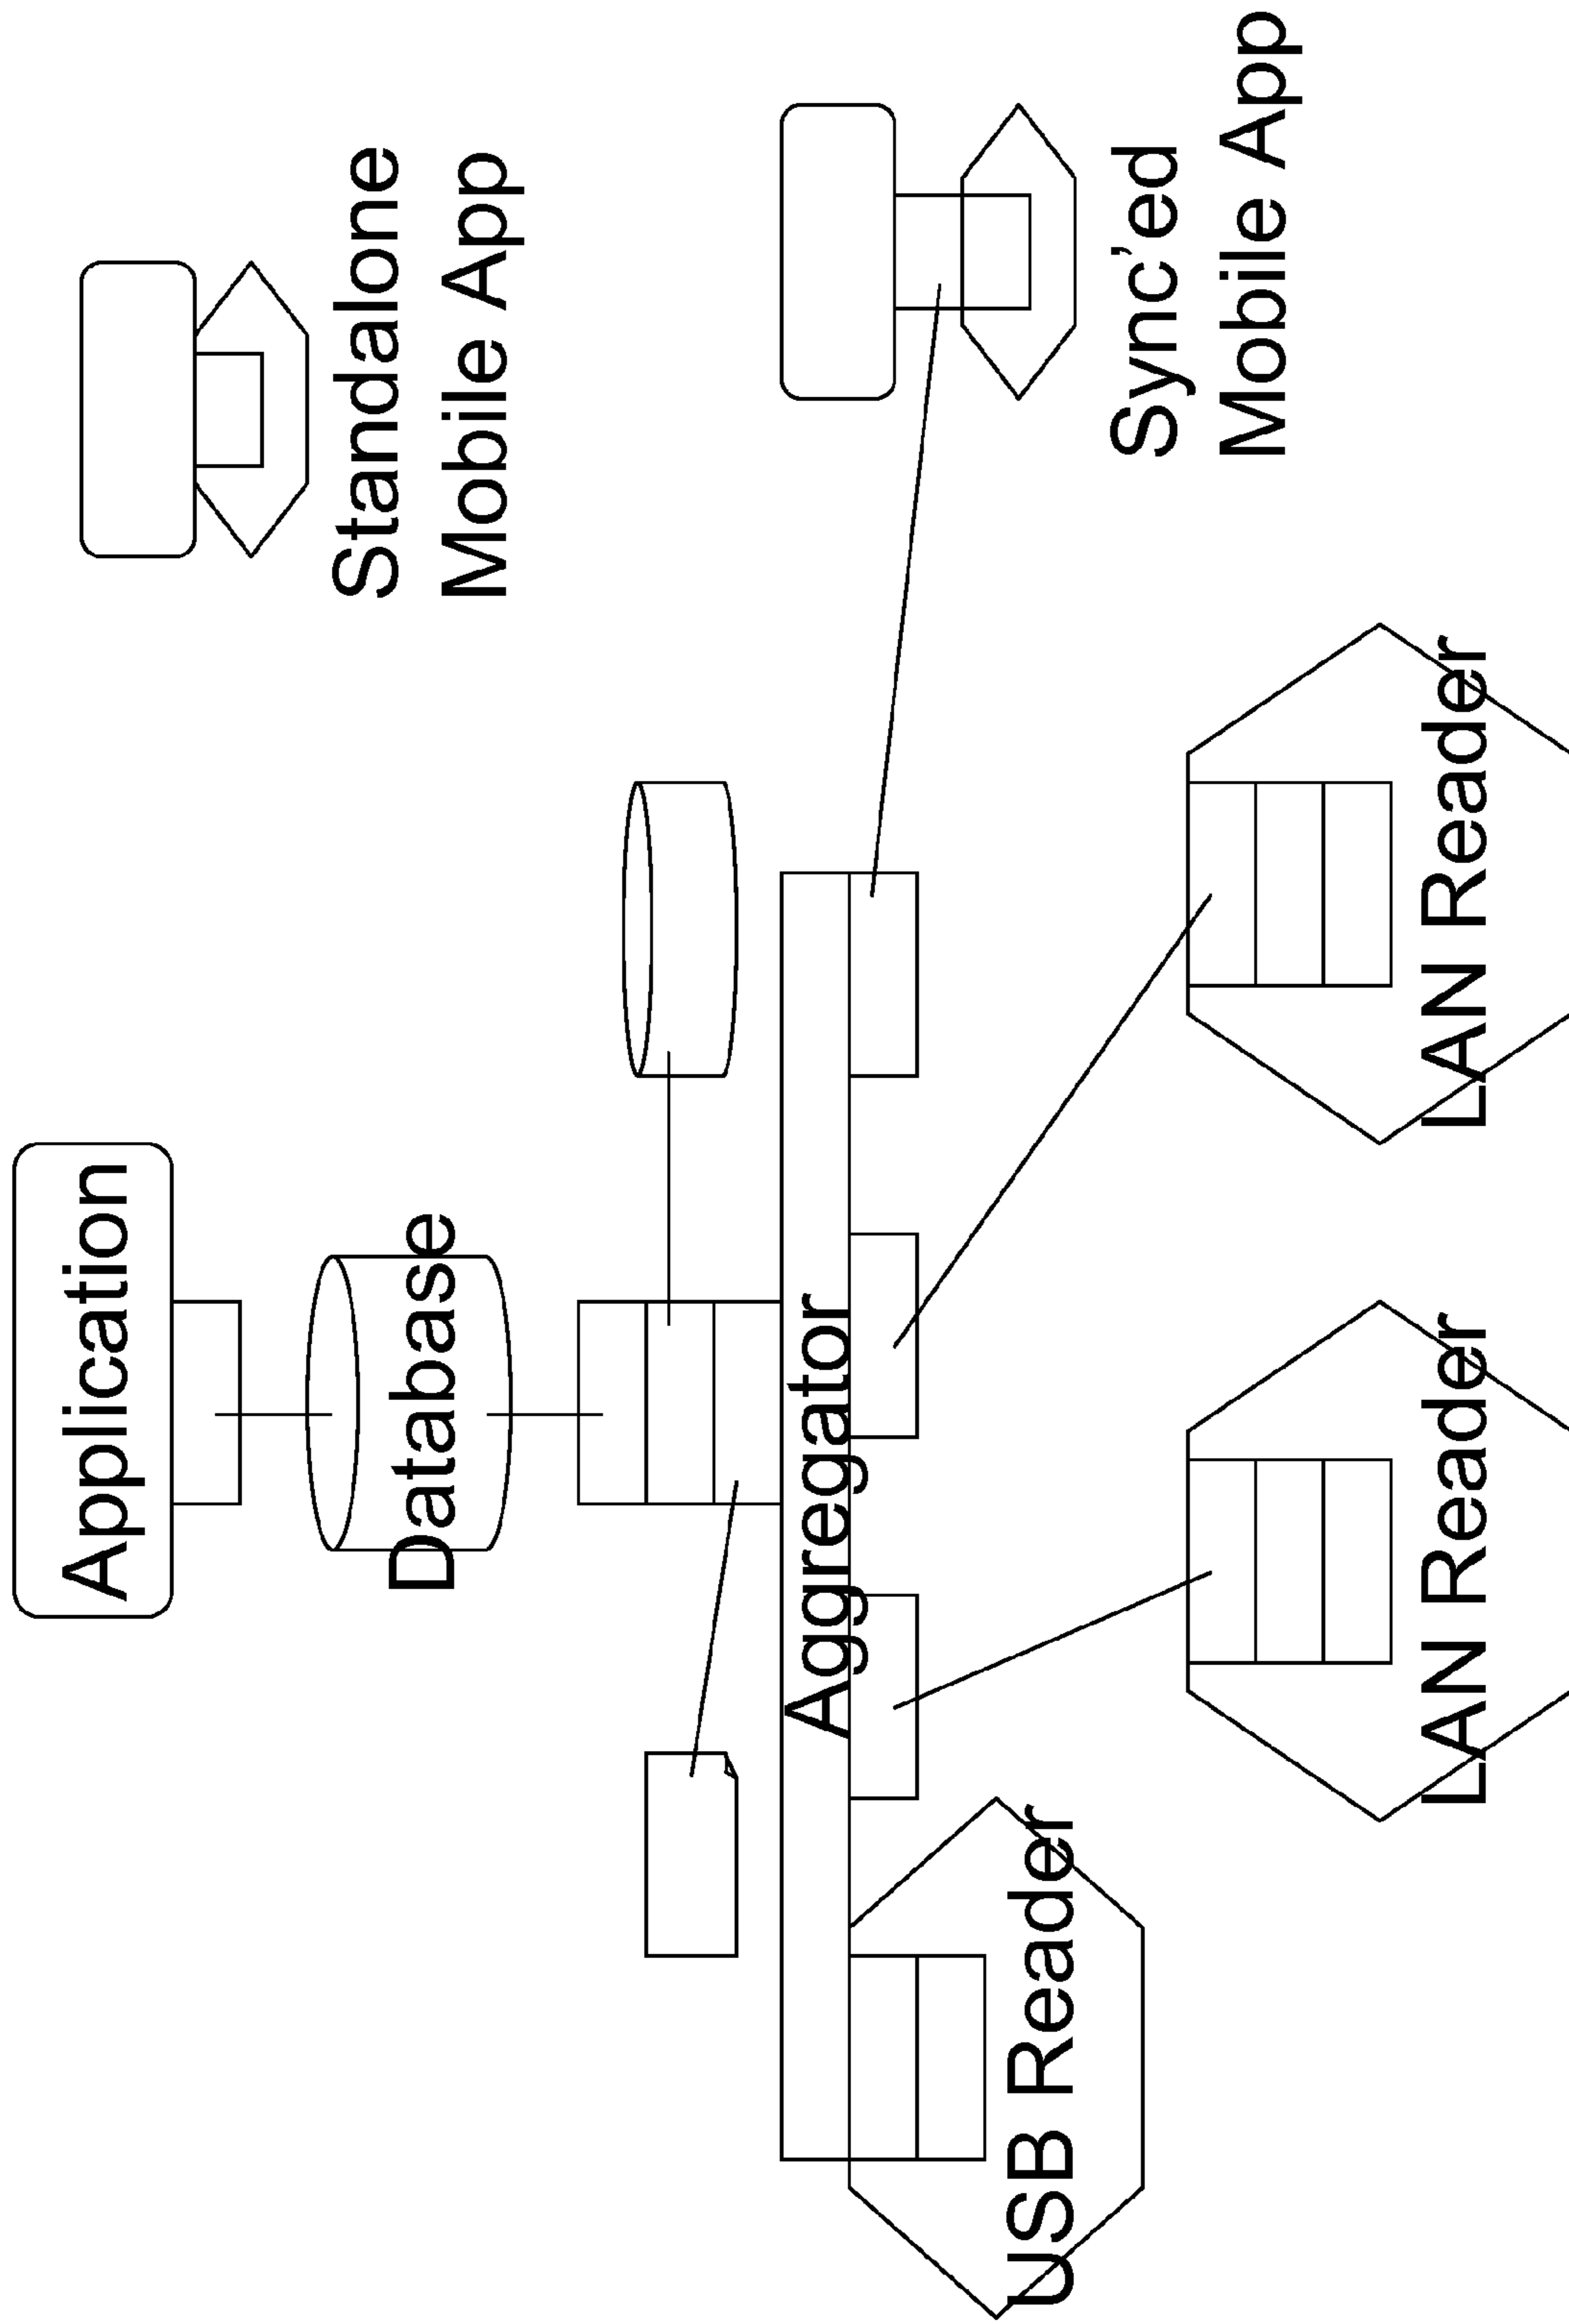 Application
Database
Aggregator
USB Reader
LAN Reader
LAN Reader
Standalone
Mobile App
Sync’ed
Mobile App